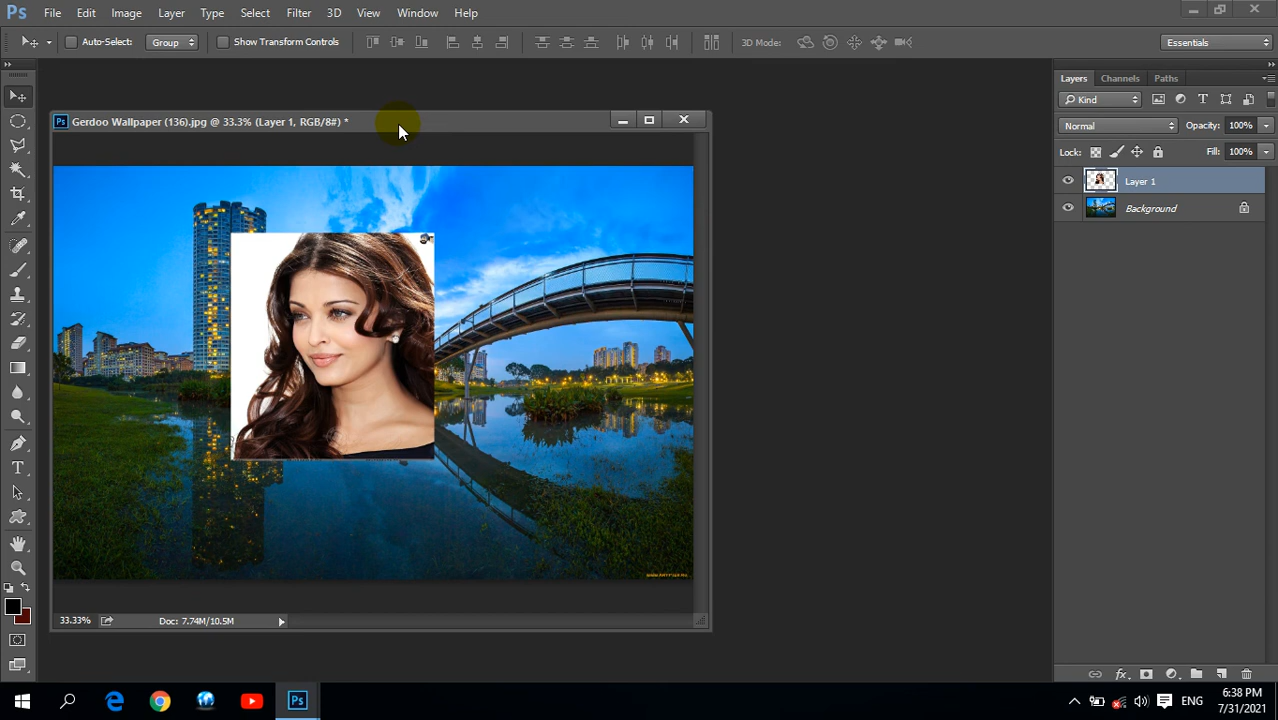 Ps File Edit Image Layer Type Select Filter 3D View Window Help
Auto-Select: Group Show Transform Controls 3D Mode: Essentials
Layers Channels Paths
Kind
Normal Opacity: 100%
Lock: Fill: 100%
Layer 1
Background
Ps Gerdoo Wallpaper (136).jpg @ 33.3% (Layer 1, RGB/8#) *
33.33% Doc: 7.74M/10.5M
Ps ENG 6:38 PM
7/31/2021